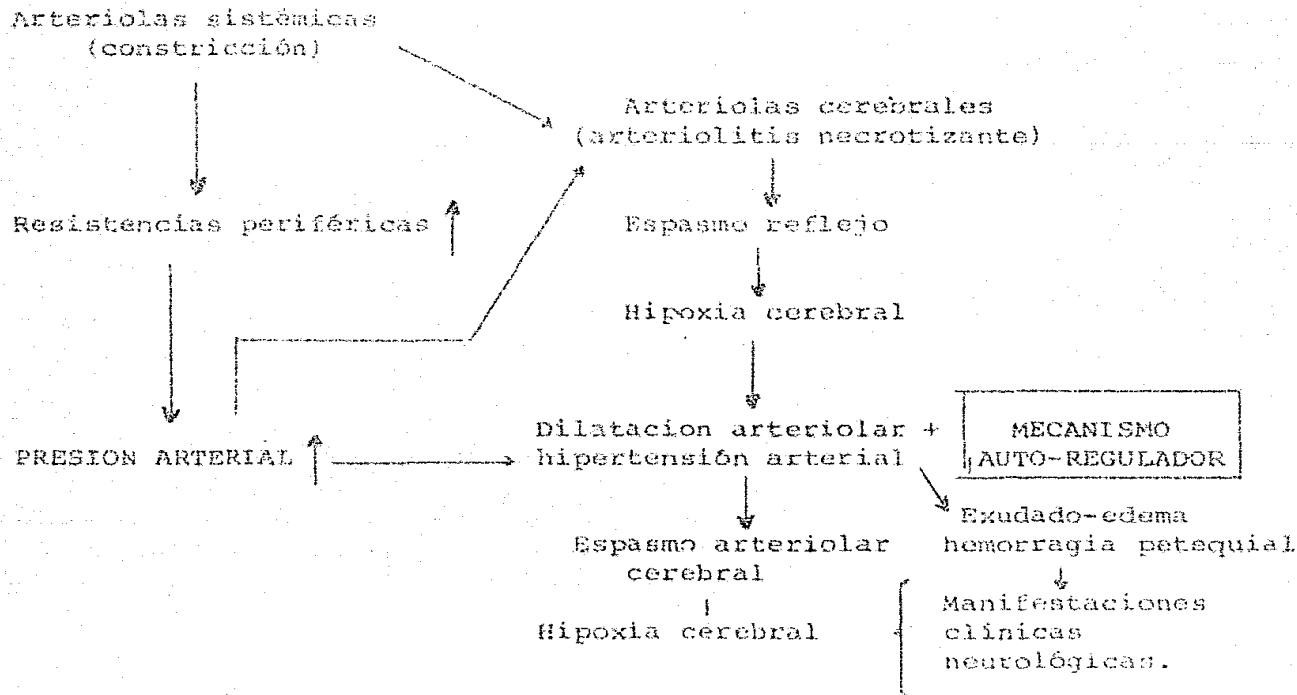 Arteriolas sistémicas
(constricción)
Arteriolas cerebrales
(arteriolitis necrotizante)
Resistencias periféricas
Espasmo reflejo
Hipoxia cerebral
Dilatacion arteriolar +
hipertensión arterial
MECANISMO
AUTO-REGULADOR
PRESION ARTERIAL
Exudado-edema
hemorragia petequial
Espasmo arteriolar
cerebral
Hipoxia cerebral
Manifestaciones
clínicas
neurológicas.